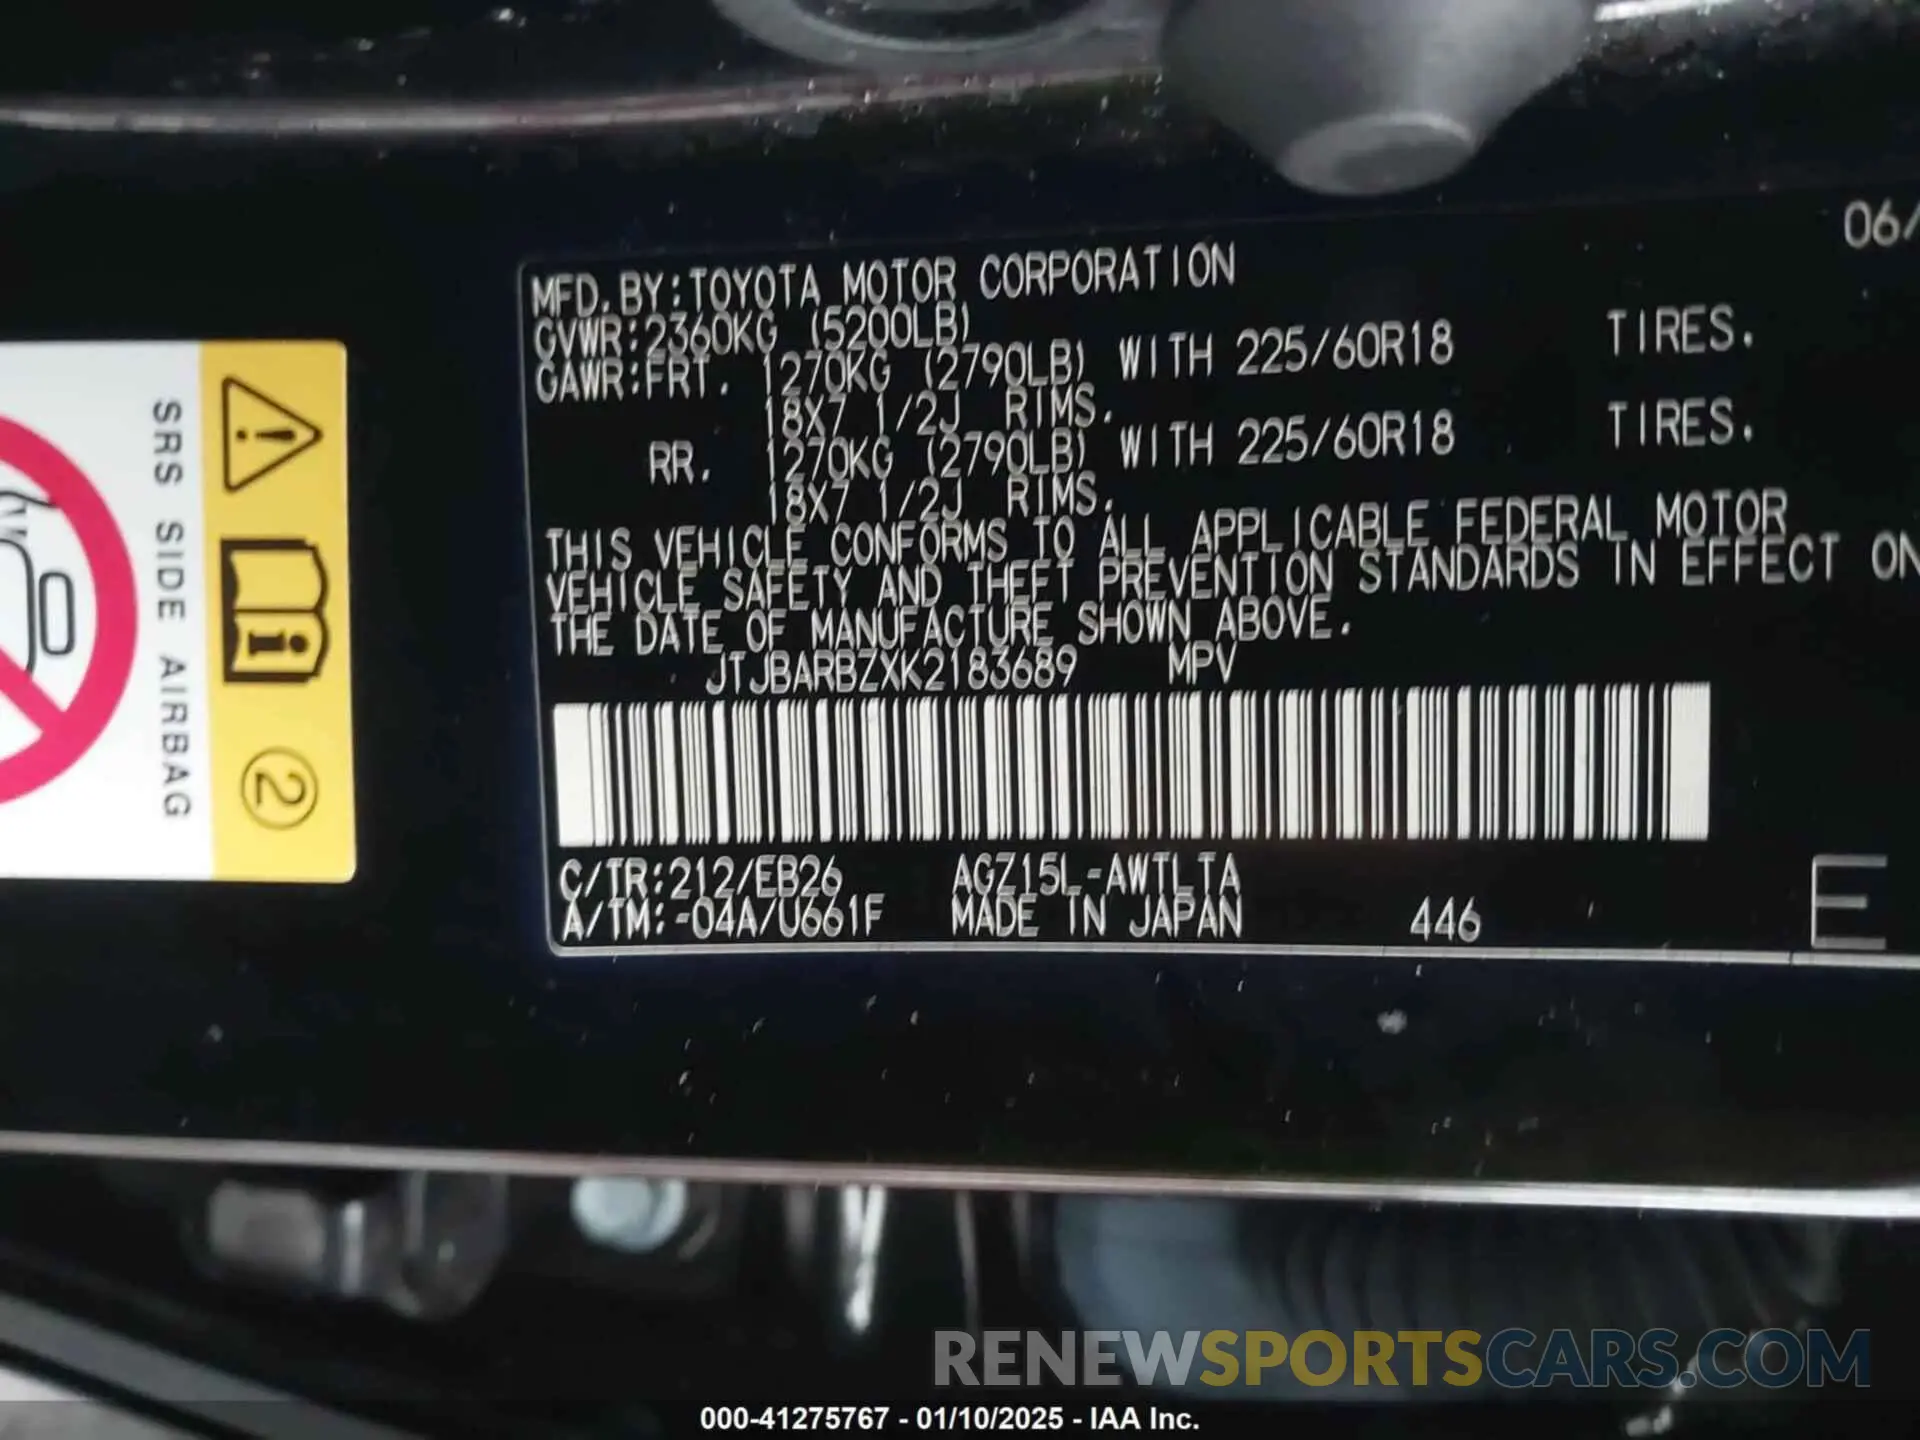 06/
MFD.BY:TOYOTA MOTOR CORPORATION
GVWR:2360KG (5200LB)
GAWR:FRT. 1270KG (2790LB) WITH 225/60R18 TIRES.
18X7 1/2J RIMS.
RR. 1270KG (2790LB) WITH 225/60R18 TIRES.
18X7 1/2J RIMS.
THIS VEHICLE CONFORMS TO ALL APPLICABLE FEDERAL MOTOR
VEHICLE SAFETY AND THEFT PREVENTION STANDARDS IN EFFECT ON
THE DATE OF MANUFACTURE SHOWN ABOVE.
JTJBARBZXK2183689 MPV
C/TR:212/EB26 AGZ15L-AWTLTA
A/TM:-04A/U661F MADE IN JAPAN 446 E
SRS SIDE AIRBAG
2
RENEWSPORTSCARS.COM
000-41275767 - 01/10/2025 - IAA Inc.